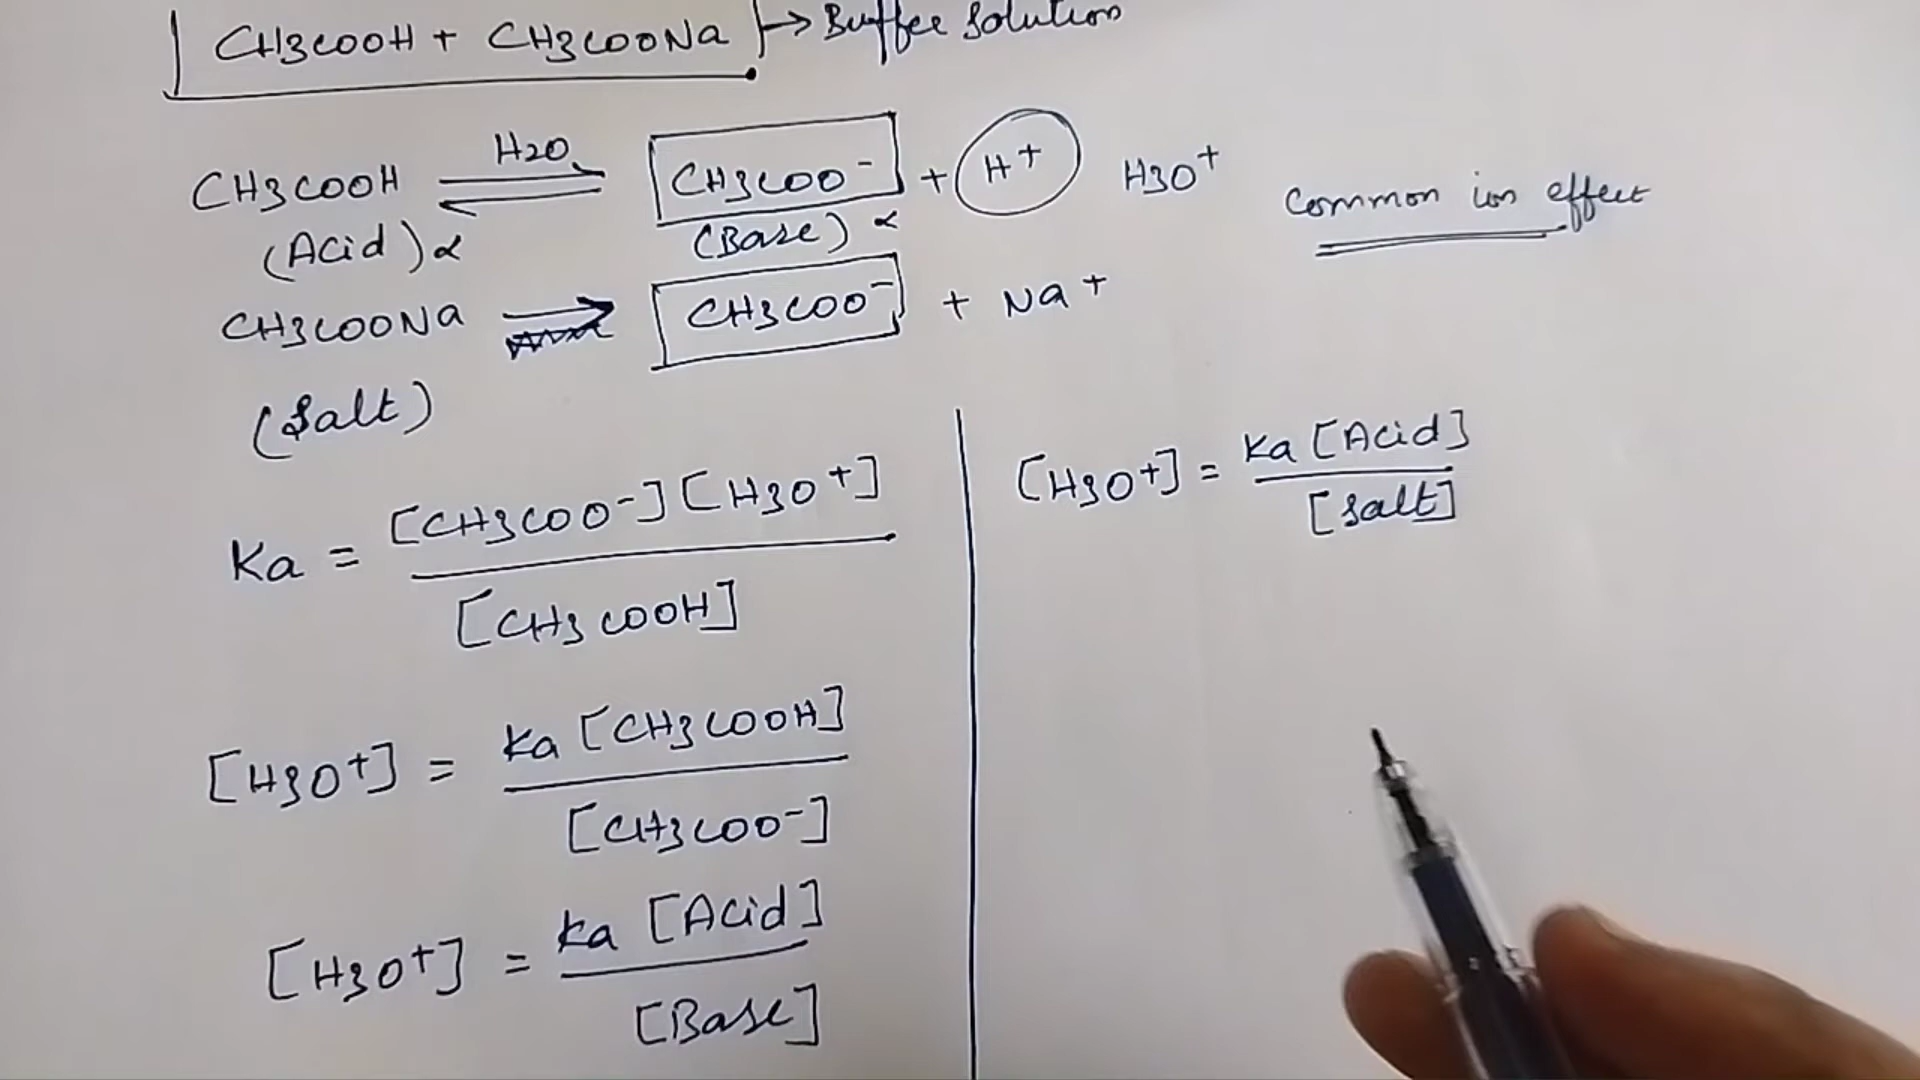 CH3COOH + CH3COONa → Buffer solution
CH3COOH ⇌ H2O CH3COO- + H+ H3O+
Common ion effect
(Acid) α (Base) α
CH3COONa → CH3COO- + Na+
(Salt)
Ka = [CH3COO-][H3O+]
[CH3COOH]
[H3O+] = Ka [CH3COOH]
[CH3COO-]
[H3O+] = Ka [Acid]
[Base]
[H3O+] = Ka [Acid]
[Salt]